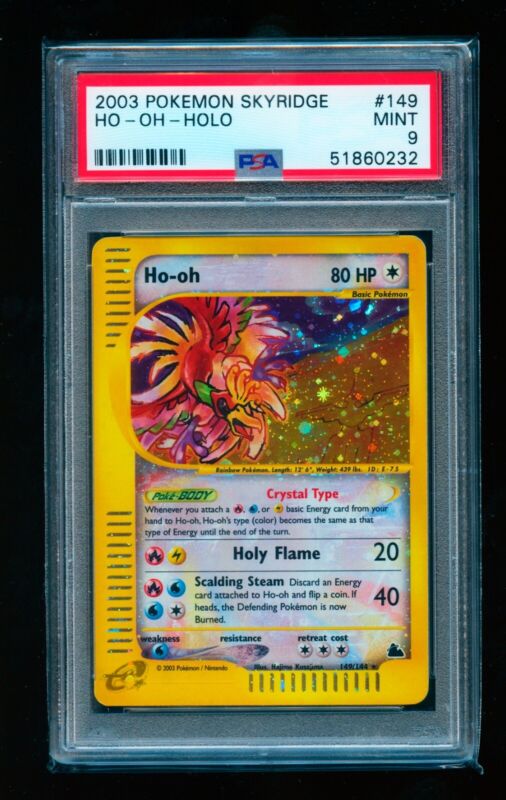 2003 POKEMON SKYRIDGE #149
HO-OH-HOLO MINT
9
PSA 51860232
Ho-oh 80 HP
Basic Pokémon
Rainbow Pokémon. Length: 12' 6", Weight: 439 lbs. ID: E-75
Poké-BODY Crystal Type
Whenever you attach a , , or basic Energy card from your
hand to Ho-oh, Ho-oh's type (color) becomes the same as that
type of Energy until the end of the turn.
Holy Flame 20
Scalding Steam Discard an Energy
card attached to Ho-oh and flip a coin. If
heads, the Defending Pokémon is now
Burned.
40
weakness resistance retreat cost
© 2003 Pokémon / Nintendo Illus. Hajime Kusajima 149/144
e